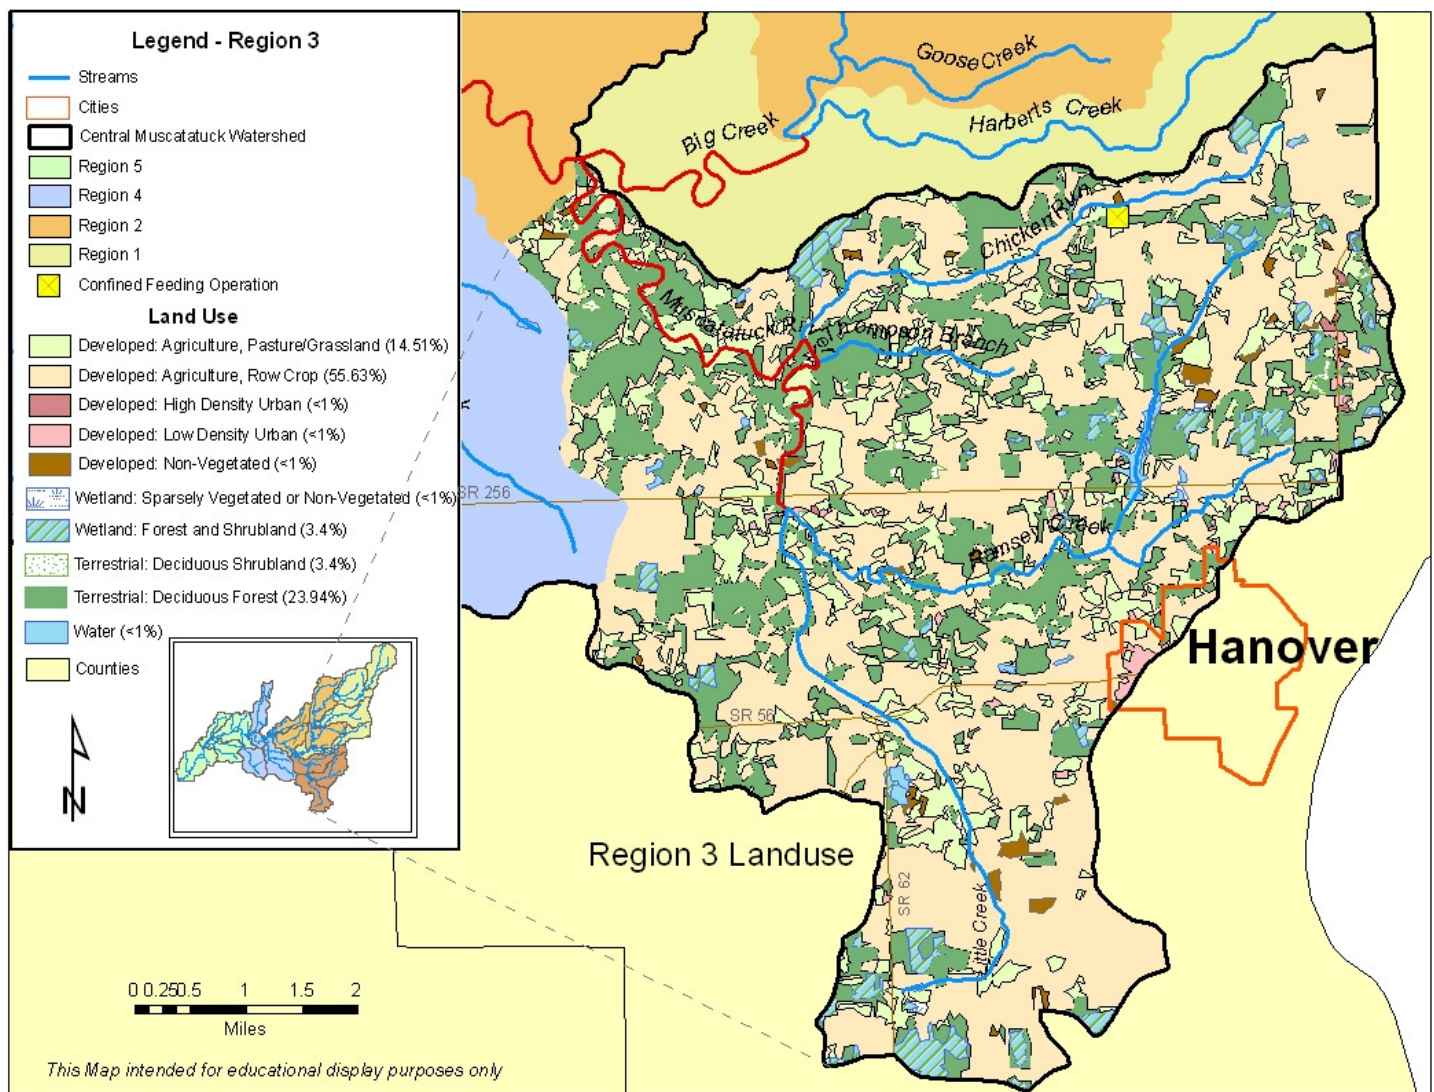 Legend - Region 3
Streams
Cities
Central Muscatatuck Watershed
Region 5
Region 4
Region 2
Region 1
Confined Feeding Operation
Land Use
Developed: Agriculture, Pasture/Grassland (14.51%)
Developed: Agriculture, Row Crop (55.63%)
Developed: High Density Urban (<1%)
Developed: Low Density Urban (<1%)
Developed: Non-Vegetated (<1%)
Wetland: Sparsely Vegetated or Non-Vegetated (<1%)
Wetland: Forest and Shrubland (3.4%)
Terrestrial: Deciduous Shrubland (3.4%)
Terrestrial: Deciduous Forest (23.94%)
Water (<1%)
Counties
N
0 0.250.5 1 1.5 2
Miles
This Map intended for educational display purposes only
Goose Creek
Big Creek
Harberts Creek
Chicken Run
Muscatatuck River
Thompson Branch
SR 256
Ramsey Creek
Hanover
SR 56
Region 3 Landuse
SR 62
ittle Creek